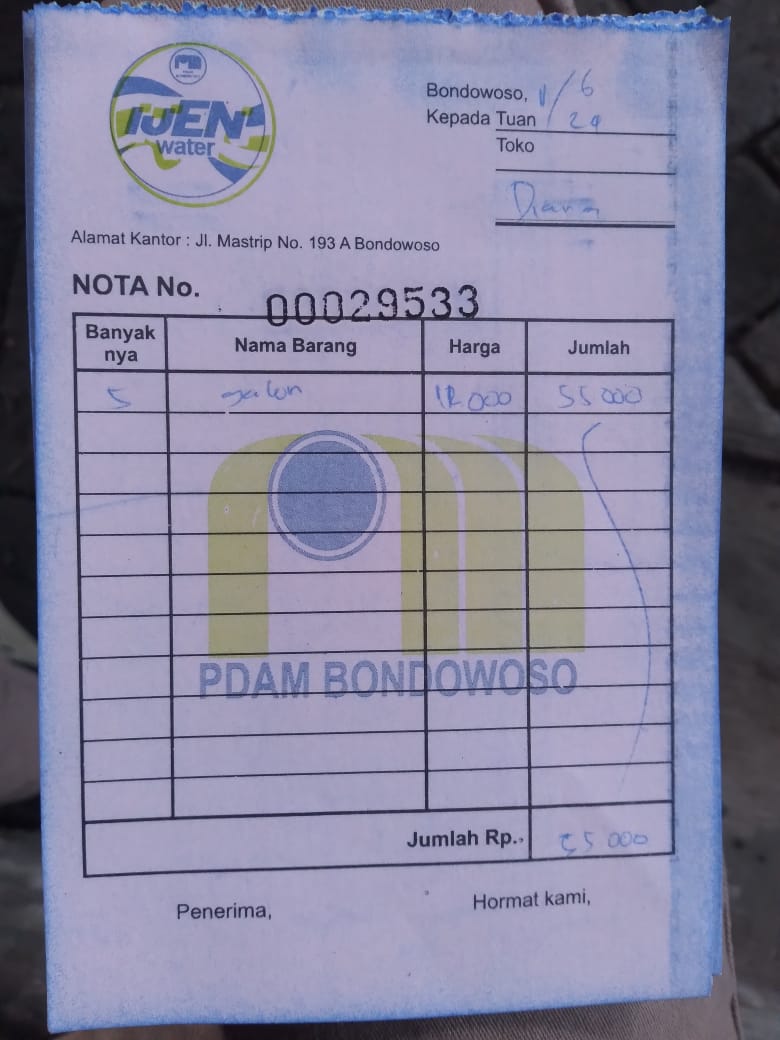 IJEN
water
Bondowoso, 1/6
Kepada Tuan 24
Toko
Alamat Kantor : Jl. Mastrip No. 193 A Bondowoso
NOTA No. 00029533
Banyak nya Nama Barang Harga Jumlah
5 galon 000 55 000
PDAM BONDOWOSO
Jumlah Rp. 55 000
Penerima, Hormat kami,